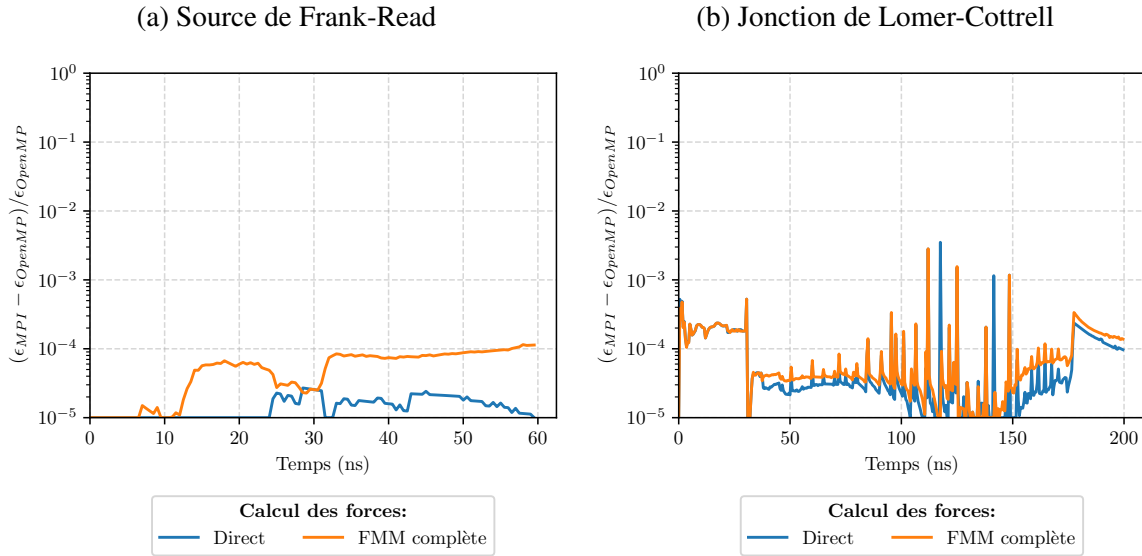 (a) Source de Frank-Read
(b) Jonction de Lomer-Cottrell
(ϵ_MPI − ϵ_OpenMP)/ϵ_OpenMP
10^0
10^-1
10^-2
10^-3
10^-4
10^-5
0 10 20 30 40 50 60
Temps (ns)
Calcul des forces:
Direct FMM complète
(ϵ_MPI − ϵ_OpenMP)/ϵ_OpenMP
10^0
10^-1
10^-2
10^-3
10^-4
10^-5
0 50 100 150 200
Temps (ns)
Calcul des forces:
Direct FMM complète